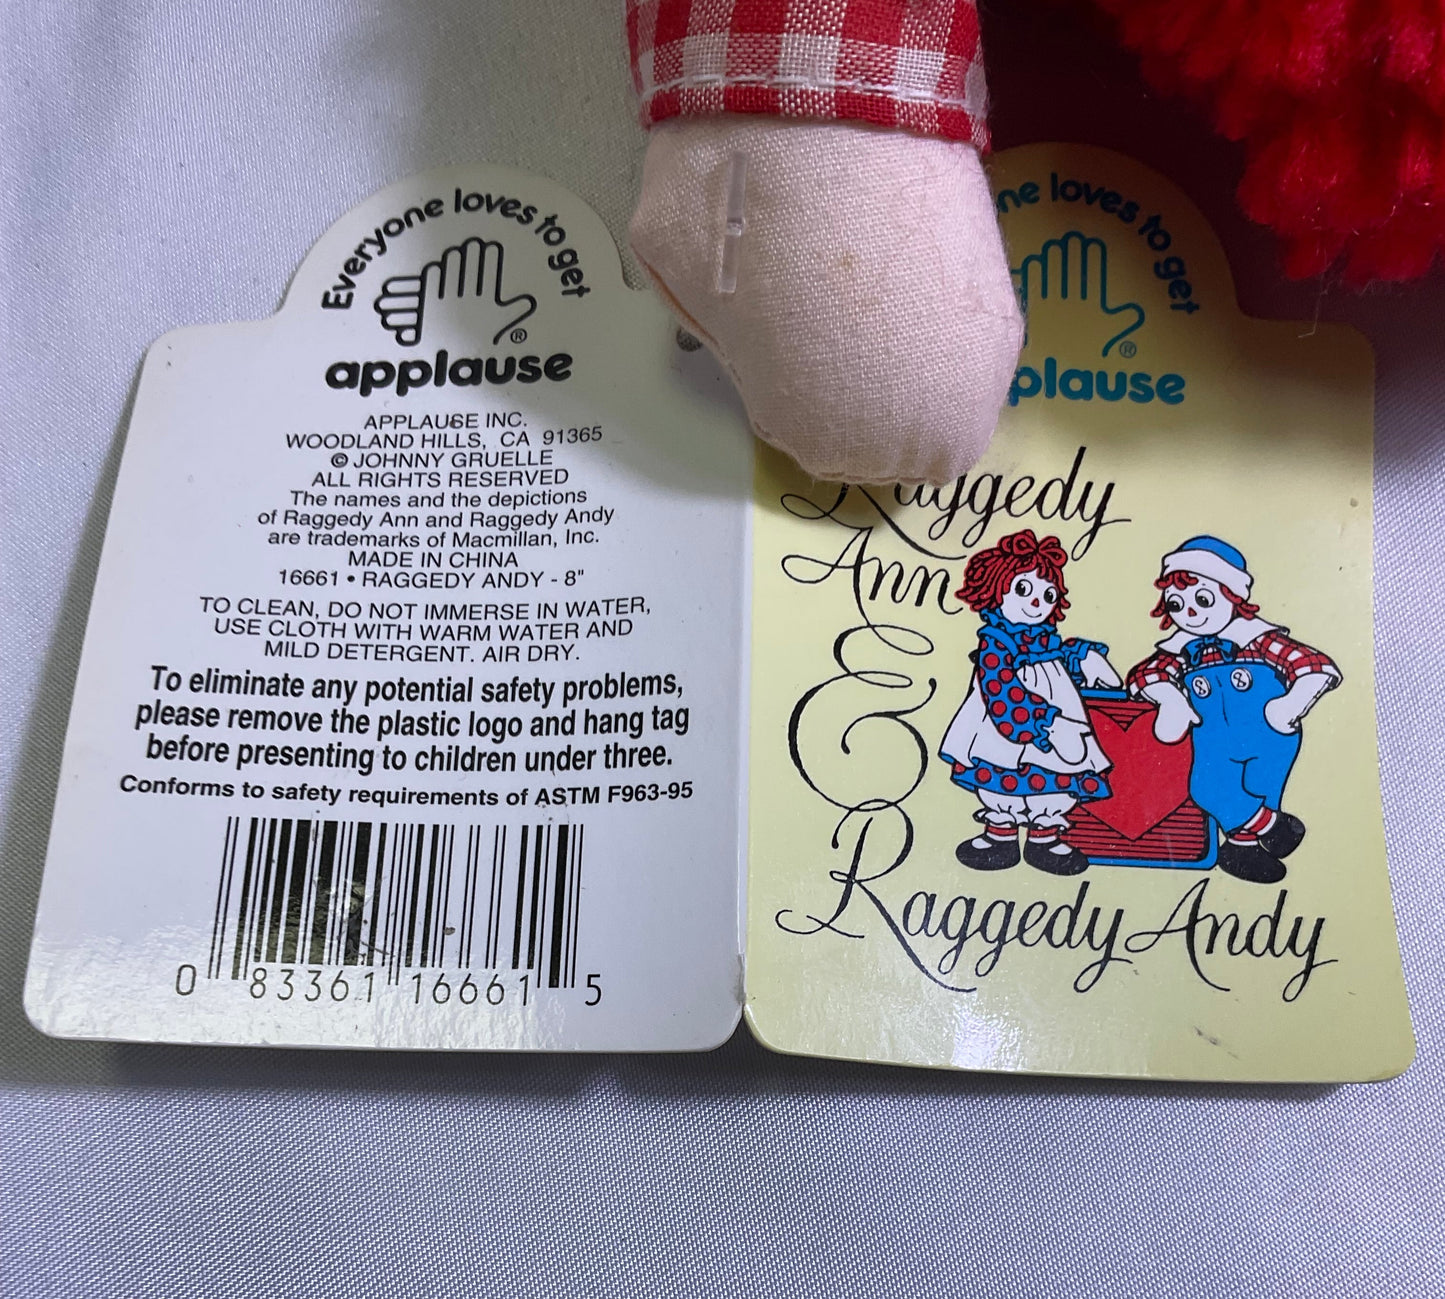 Everyone loves to get
®
applause
APPLAUSE INC.
WOODLAND HILLS, CA 91365
© JOHNNY GRUELLE
ALL RIGHTS RESERVED
The names and the depictions
of Raggedy Ann and Raggedy Andy
are trademarks of Macmillan, Inc.
MADE IN CHINA
16661 • RAGGEDY ANDY - 8"
TO CLEAN, DO NOT IMMERSE IN WATER,
USE CLOTH WITH WARM WATER AND
MILD DETERGENT. AIR DRY.
To eliminate any potential safety problems,
please remove the plastic logo and hang tag
before presenting to children under three.
Conforms to safety requirements of ASTM F963-95
0 83361 16661 5
ne loves to get
®
plause
Raggedy
Ann
&
Raggedy Andy